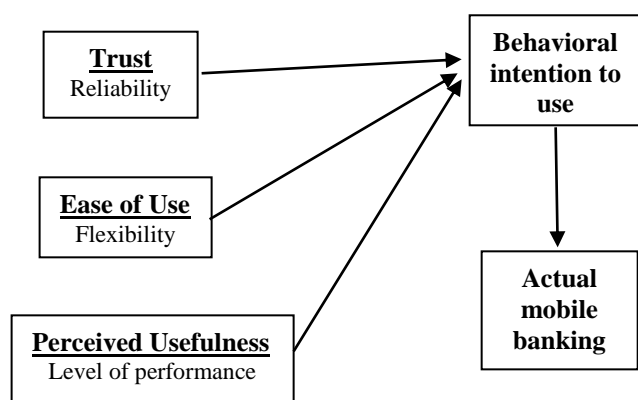 Trust
Reliability
Behavioral
intention to
use
Ease of Use
Flexibility
Actual
mobile
banking
Perceived Usefulness
Level of performance